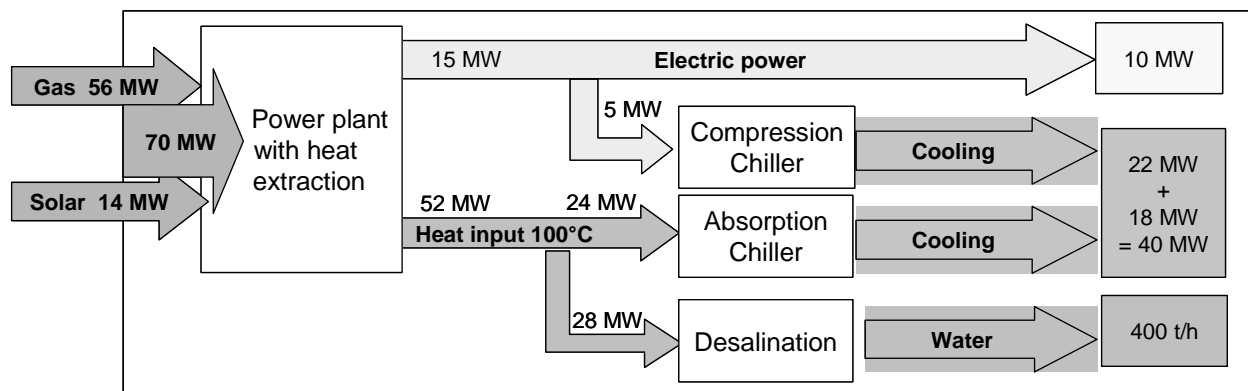 Gas 56 MW
70 MW
Solar 14 MW
Power plant
with heat
extraction
15 MW
Electric power
10 MW
5 MW
Compression
Chiller
Cooling
22 MW
+
18 MW
= 40 MW
52 MW
24 MW
Heat input 100°C
Absorption
Chiller
Cooling
28 MW
Desalination
Water
400 t/h